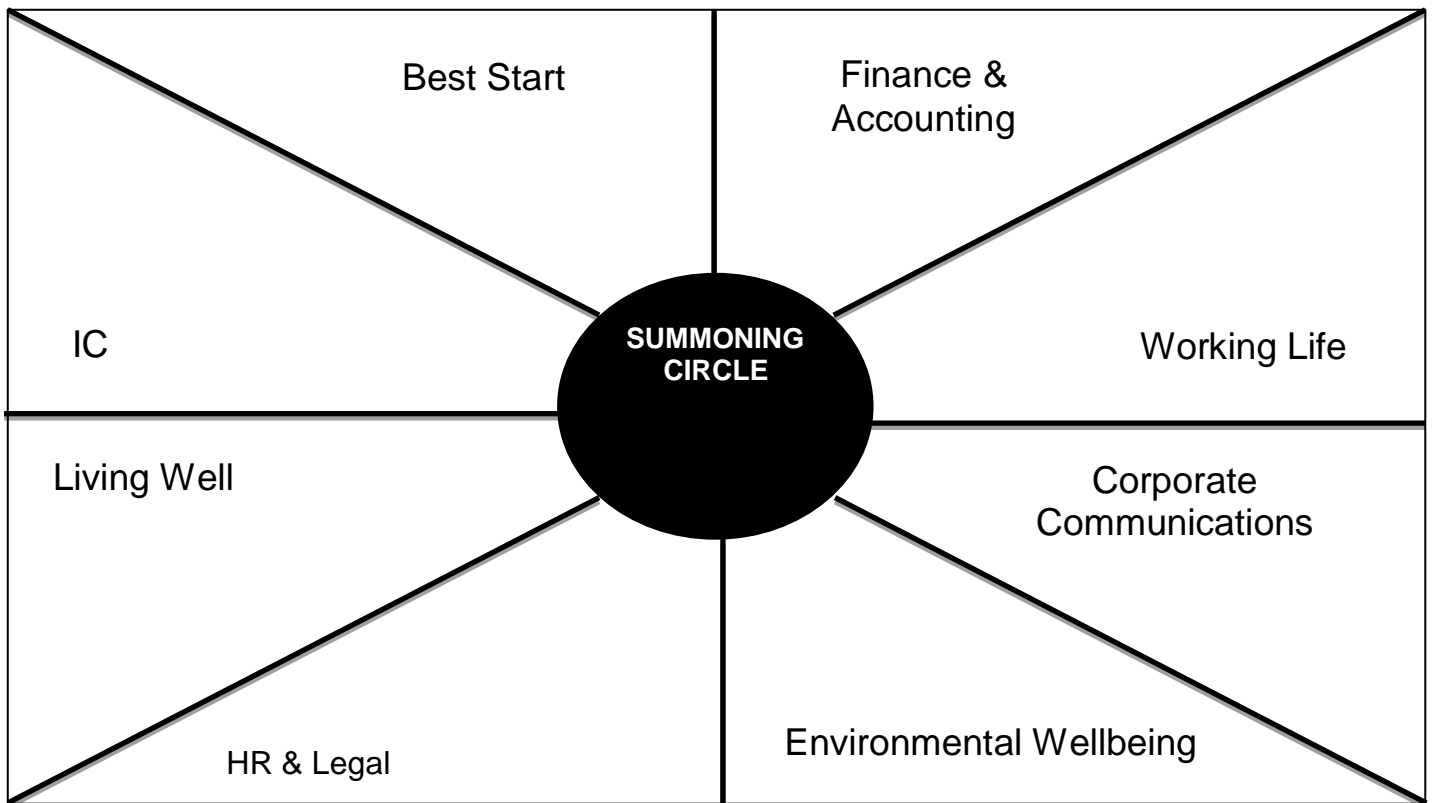 Best Start
Finance &
Accounting
SUMMONING
CIRCLE
IC
Working Life
Living Well
Corporate
Communications
HR & Legal
Environmental Wellbeing